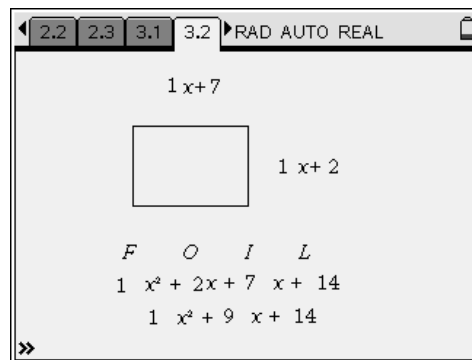 2.2 2.3 3.1 3.2 RAD AUTO REAL
1 x+7
1 x+ 2
F O I L
1 x² + 2x + 7 x + 14
1 x² + 9 x + 14
»